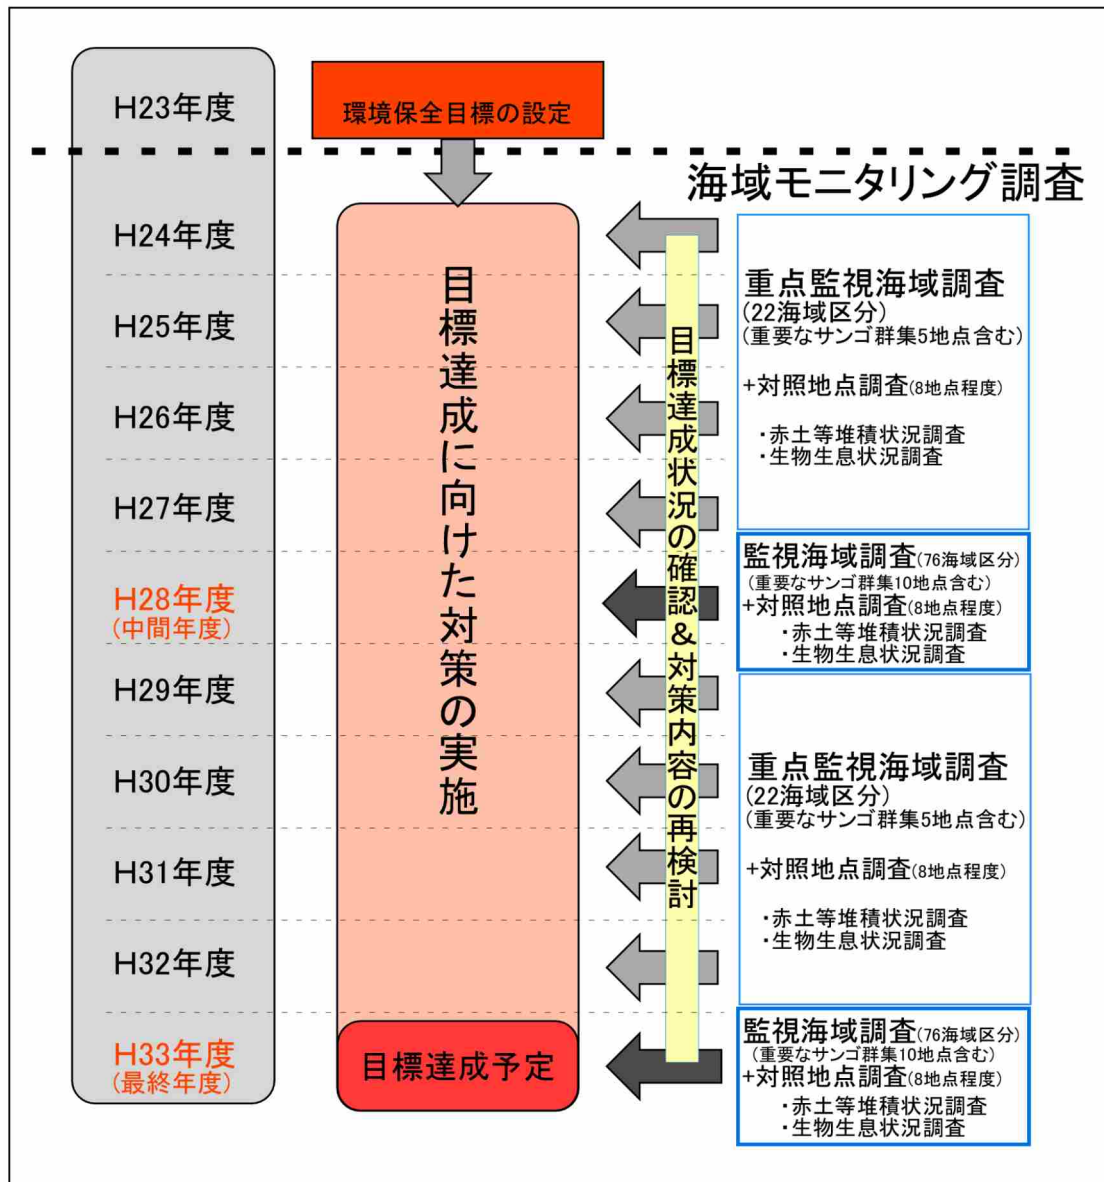 H23年度
環境保全目標の設定
海域モニタリング調査
H24年度
H25年度
H26年度
H27年度
H28年度
(中間年度)
H29年度
H30年度
H31年度
H32年度
H33年度
(最終年度)
目標達成に向けた対策の実施
目標達成予定
目標達成状況の確認&対策内容の再検討
重点監視海域調査
(22海域区分)
(重要なサンゴ群集5地点含む)
+対照地点調査(8地点程度)
・赤土等堆積状況調査
・生物生息状況調査
監視海域調査(76海域区分)
(重要なサンゴ群集10地点含む)
+対照地点調査(8地点程度)
・赤土等堆積状況調査
・生物生息状況調査
重点監視海域調査
(22海域区分)
(重要なサンゴ群集5地点含む)
+対照地点調査(8地点程度)
・赤土等堆積状況調査
・生物生息状況調査
監視海域調査(76海域区分)
(重要なサンゴ群集10地点含む)
+対照地点調査(8地点程度)
・赤土等堆積状況調査
・生物生息状況調査